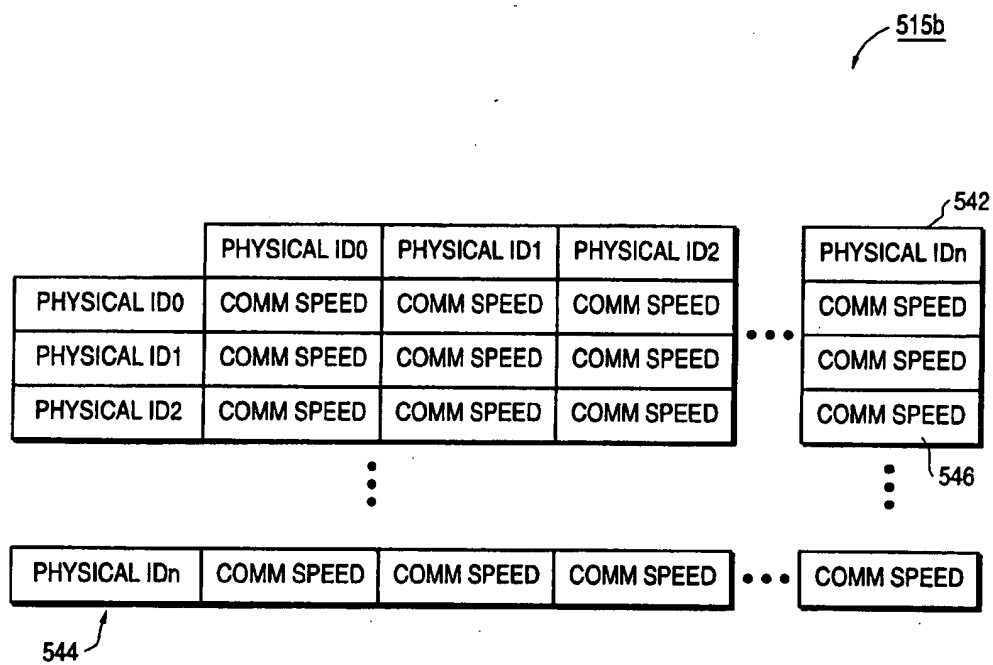 515b
542
PHYSICAL ID0 PHYSICAL ID1 PHYSICAL ID2 PHYSICAL IDn
PHYSICAL ID0 COMM SPEED COMM SPEED COMM SPEED COMM SPEED
PHYSICAL ID1 COMM SPEED COMM SPEED COMM SPEED COMM SPEED
PHYSICAL ID2 COMM SPEED COMM SPEED COMM SPEED COMM SPEED
546
PHYSICAL IDn COMM SPEED COMM SPEED COMM SPEED COMM SPEED
544